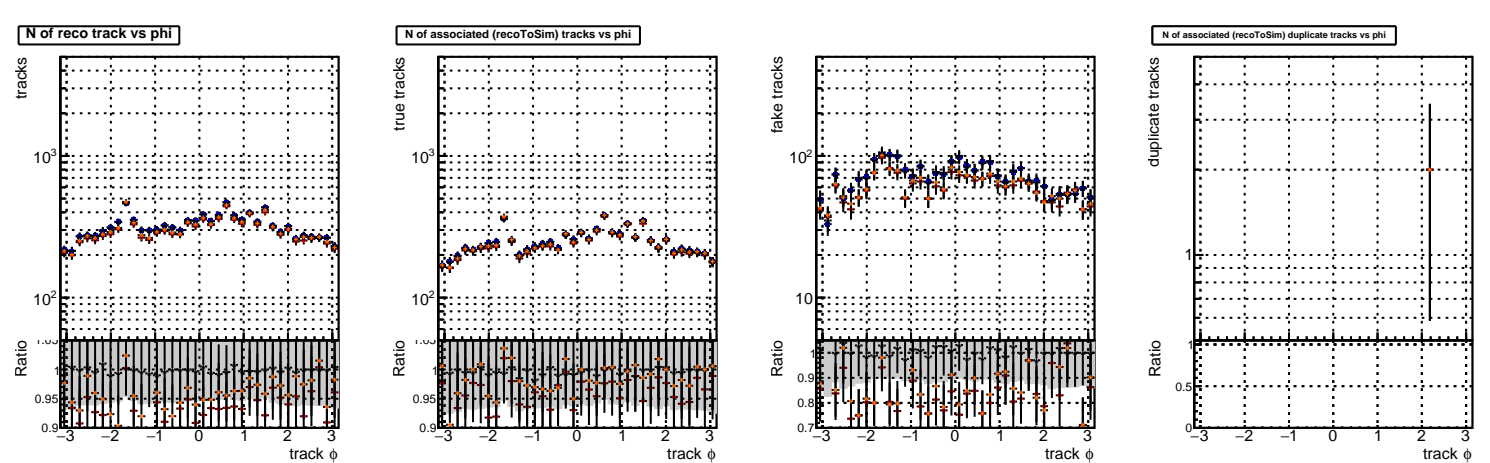 N of reco track vs phi
tracks
10³
10²
Ratio
1.05
1
0.95
0.9
−3 −2 −1 0 1 2 3
track ϕ
N of associated (recoToSim) tracks vs phi
true tracks
10³
10²
Ratio
1.05
1
0.95
0.9
−3 −2 −1 0 1 2 3
track ϕ
fake tracks
10²
10
Ratio
1
0.9
0.8
0.7
−3 −2 −1 0 1 2 3
track ϕ
N of associated (recoToSim) duplicate tracks vs phi
duplicate tracks
1
Ratio
1
0.5
0
−3 −2 −1 0 1 2 3
track ϕ